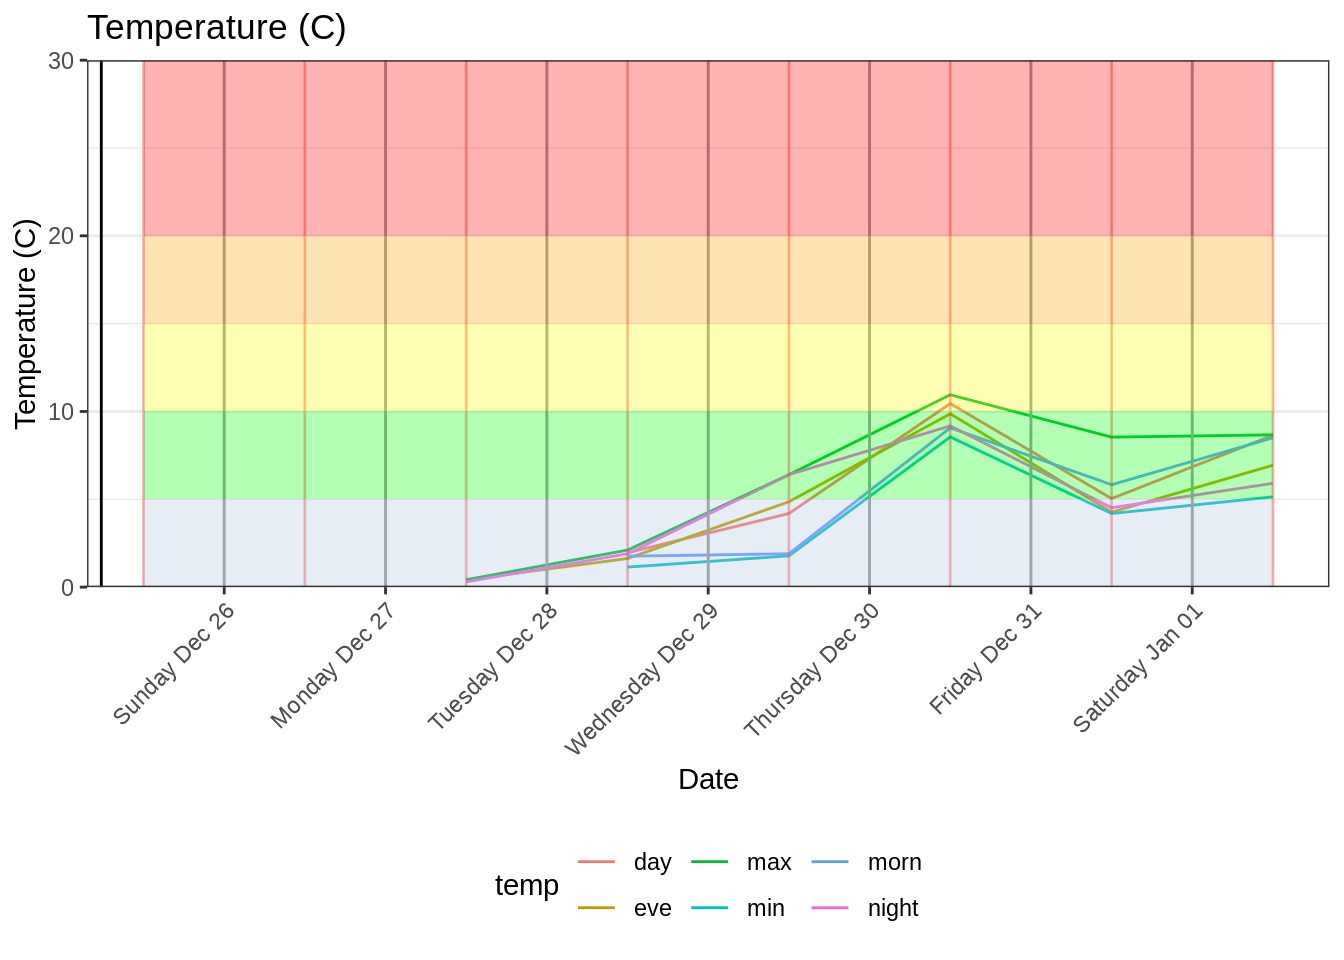 Temperature (C)
Temperature (C)
30
20
10
0
Sunday Dec 26
Monday Dec 27
Tuesday Dec 28
Wednesday Dec 29
Thursday Dec 30
Friday Dec 31
Saturday Jan 01
Date
temp
day max morn
eve min night